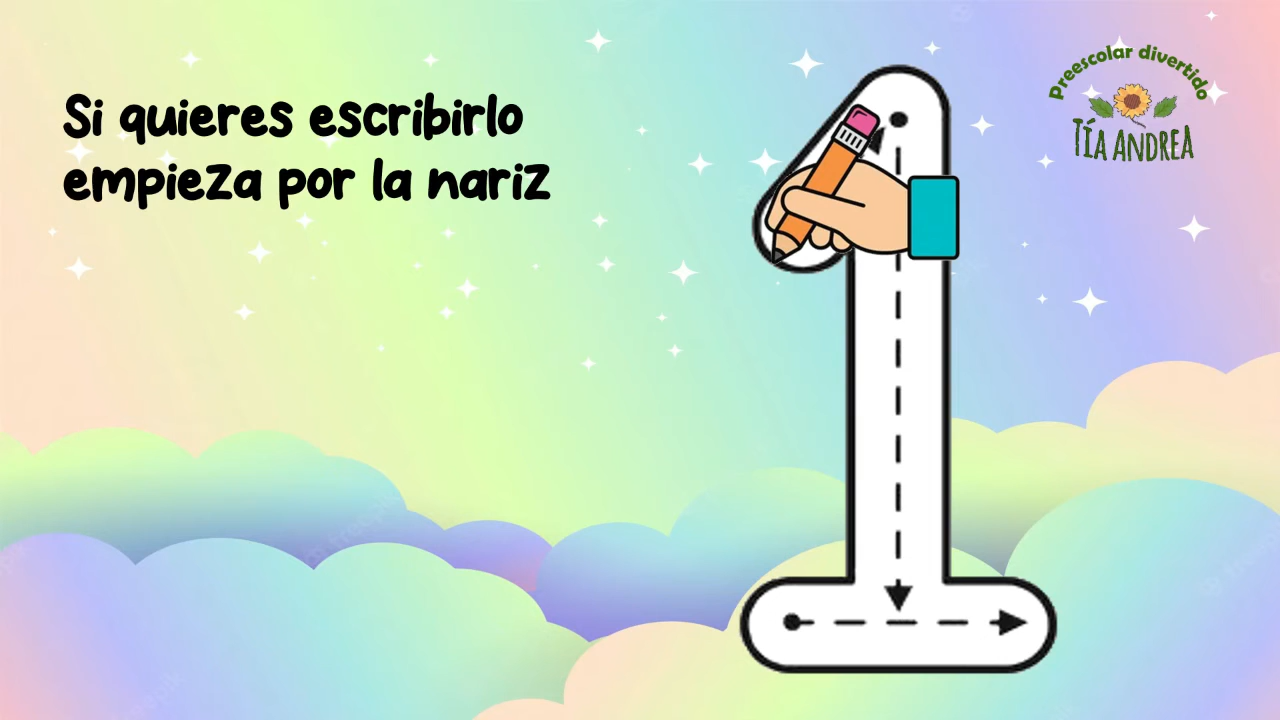 Si quieres escribirlo
empieza por la nariz
Preescolar divertido
TÍA ANDREA